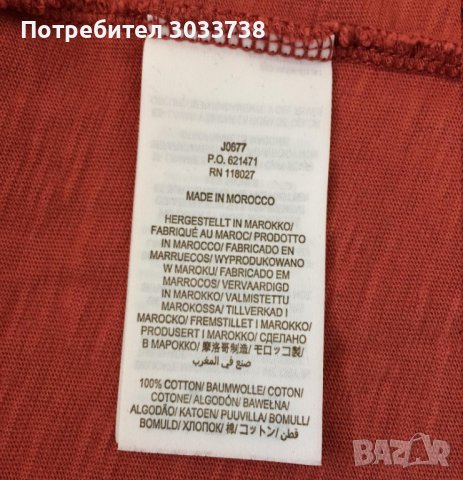 Потребител 3033738
J0677
P.O. 621471
RN 118027
MADE IN MOROCCO
HERGESTELLT IN MAROKKO/
FABRIQUÉ AU MAROC/ PRODOTTO
IN MAROCCO/ FABRICADO EN
MARRUECOS/ WYPRODUKOWANO
W MAROKU/ FABRICADO EM
MARROCOS/ VERVAARDIGD
IN MAROKKO/ VALMISTETTU
MAROKOSSA/ TILLVERKAD I
MAROCKO/ FREMSTILLET I MAROKKO/
PRODUSERT I MAROKKO/ СДЕЛАНО
В МАРОККО/ 摩洛哥制造/ モロッコ製/
صنع في المغرب
100% COTTON/ BAUMWOLLE/ COTON/
COTONE/ ALGODÓN/ BAWEŁNA/
ALGODÃO/ KATOEN/ PUUVILLA/ BOMULL/
BOMULD/ ХЛОПОК/ 棉/ コットン/ قطن/
BAZAR